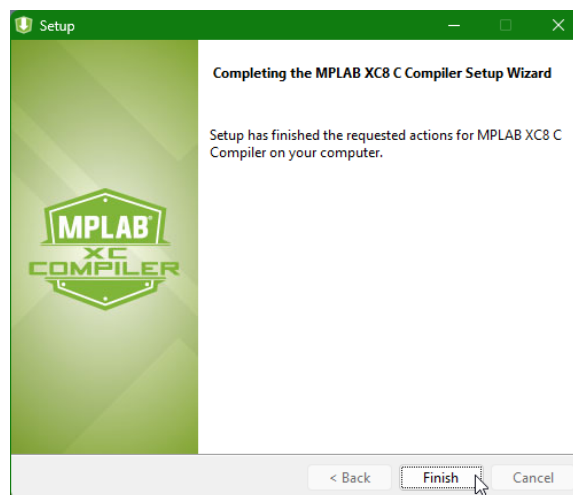 Setup
Completing the MPLAB XC8 C Compiler Setup Wizard
Setup has finished the requested actions for MPLAB XC8 C
Compiler on your computer.
MPLAB®
XC
COMPILER
< Back
Finish
Cancel